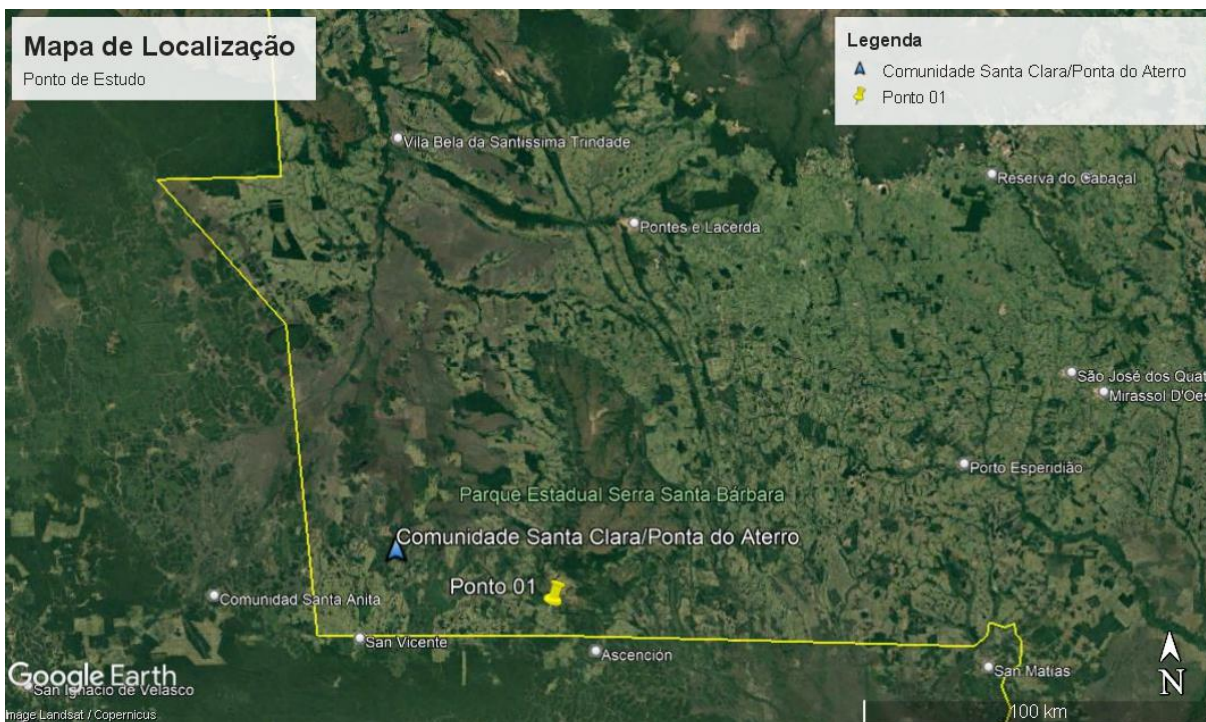 Mapa de Localização
Ponto de Estudo
Legenda
Comunidade Santa Clara/Ponta do Aterro
Ponto 01
Vila Bela da Santissima Trindade
Reserva do Cabaçal
Pontes e Lacerda
São José dos Quat
Mirassol D'Oes
Porto Esperidião
Parque Estadual Serra Santa Bárbara
Comunidade Santa Clara/Ponta do Aterro
Ponto 01
Comunidad Santa Anita
San Vicente
Ascención
San Matías
Google Earth
San Ignacio de Velasco
N
100 km
Image Landsat / Copernicus